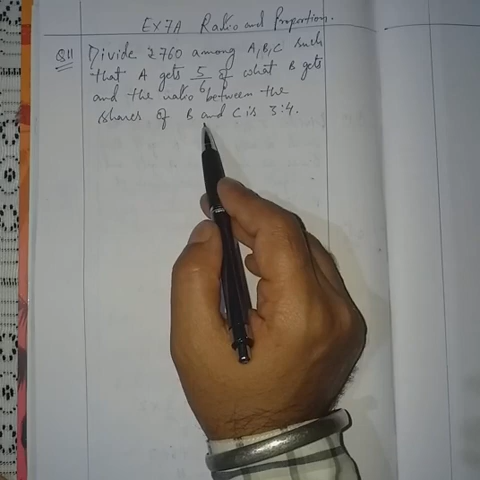 EX 7A Ratio and Proportion.
Q11 Divide ₹760 among A,B,C such
that A gets 5/6 of what B gets
and the ratio between the
shares of B and C is 3:4.